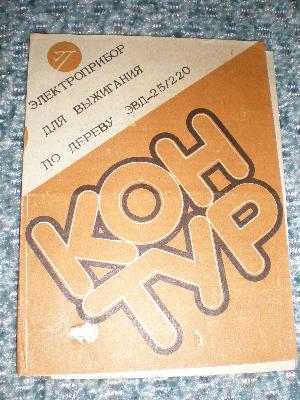 ЭЛЕКТРОПРИБОР
ДЛЯ ВЫЖИГАНИЯ
ПО ДЕРЕВУ ЭВД-25/220
КОН
ТУР